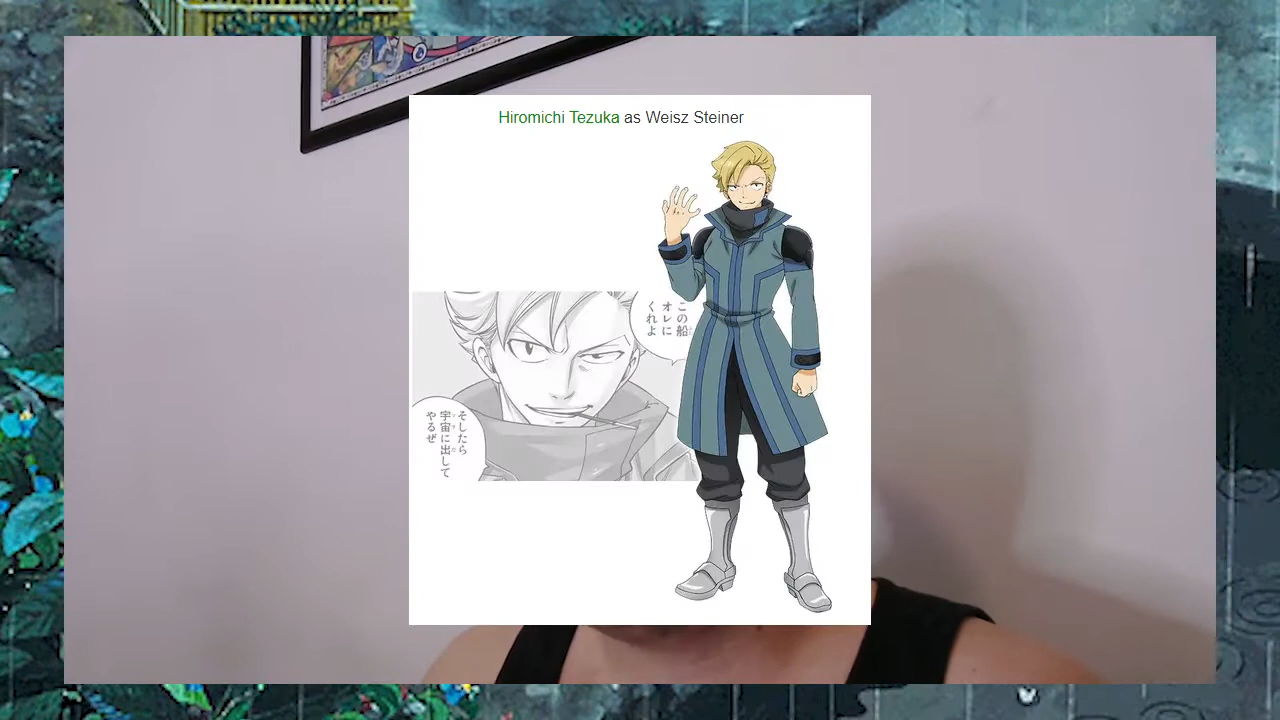 Hiromichi Tezuka as Weisz Steiner
この船
オレに
くれよ
そしたら
宇宙に出して
やるぜ